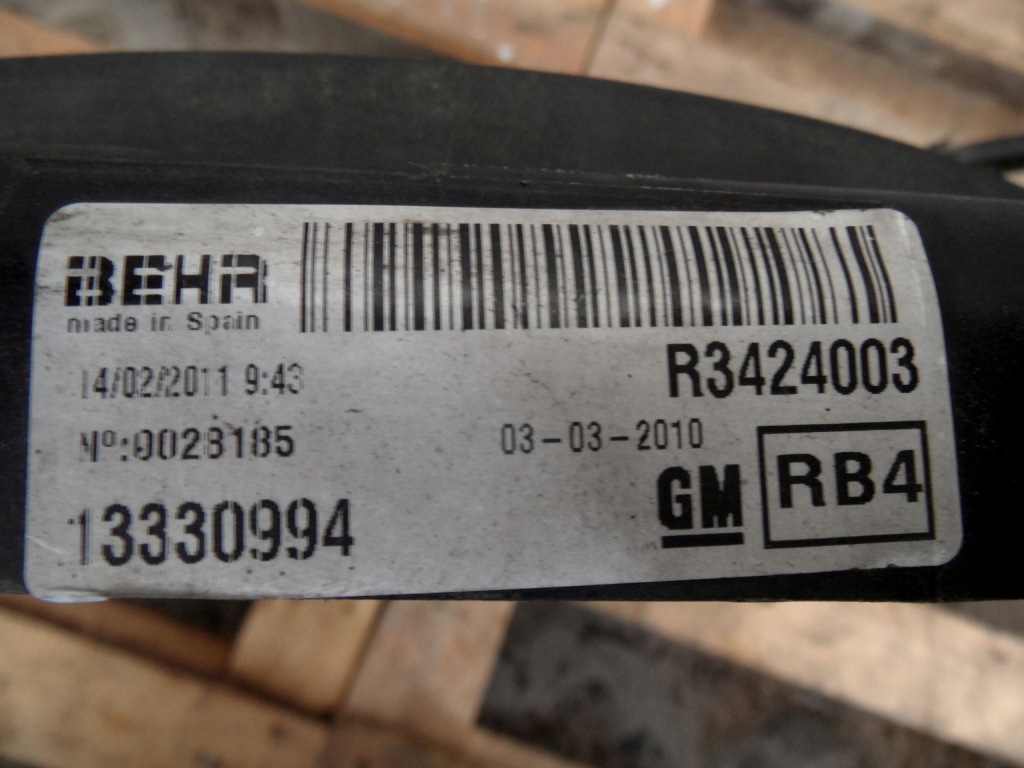 BEHR
made in Spain
R3424003
14/02/2011 9:43
Nº:0028185
03-03-2010
GM
RB4
13330994